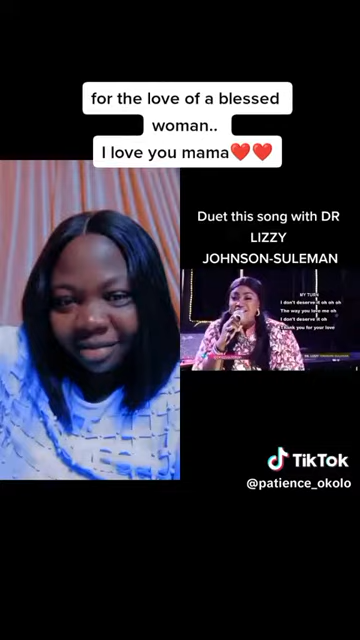 for the love of a blessed
woman..
I love you mama❤️❤️
Duet this song with DR
LIZZY
JOHNSON-SULEMAN
MY TURN
I don't deserve it oh oh oh
The way you love me oh
I don't deserve it oh
Thank you for your love
TikTok
@patience_okolo